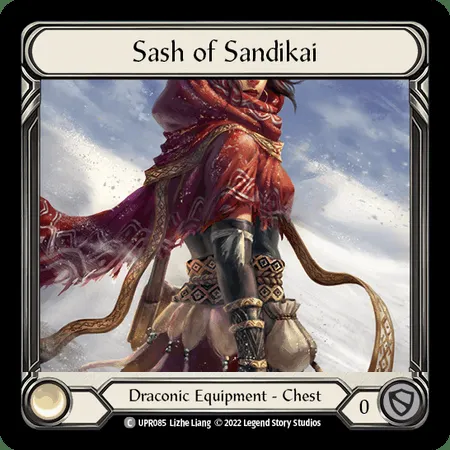 Sash of Sandikai
Draconic Equipment - Chest
0
C UPR085 Lizhe Liang © 2022 Legend Story Studios